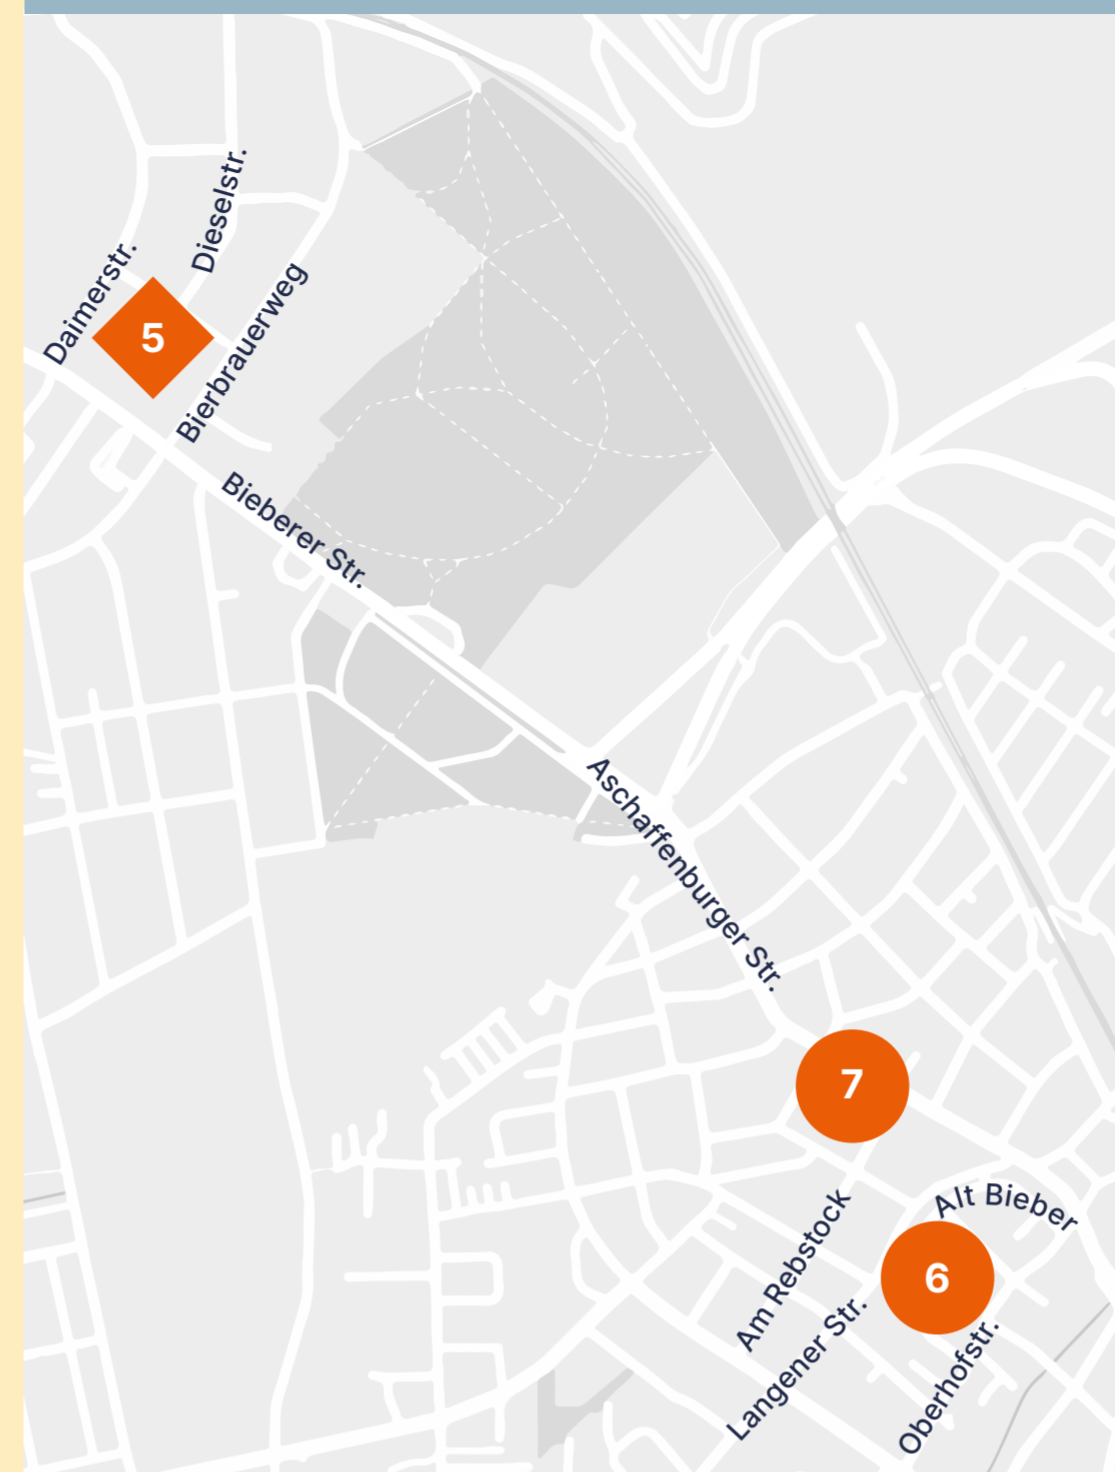 Dieselstr.
Daimerstr.
5
Bierbrauerweg
Bieberer Str.
Aschaffenburger Str.
7
Alt Bieber
Am Rebstock
6
Langener Str.
Oberhofstr.